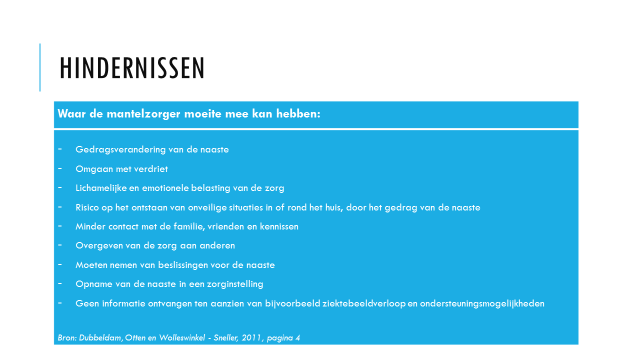 HINDERNISSEN
Waar de mantelzorger moeite mee kan hebben:
- Gedragsverandering van de naaste
- Omgaan met verdriet
- Lichamelijke en emotionele belasting van de zorg
- Risico op het ontstaan van onveilige situaties in of rond het huis, door het gedrag van de naaste
- Minder contact met de familie, vrienden en kennissen
- Overgeven van de zorg aan anderen
- Moeten nemen van beslissingen voor de naaste
- Opname van de naaste in een zorginstelling
- Geen informatie ontvangen ten aanzien van bijvoorbeeld ziektebeeldverloop en ondersteuningsmogelijkheden
Bron: Dubbeldam, Otten en Wolleswinkel - Sneller, 2011, pagina 4